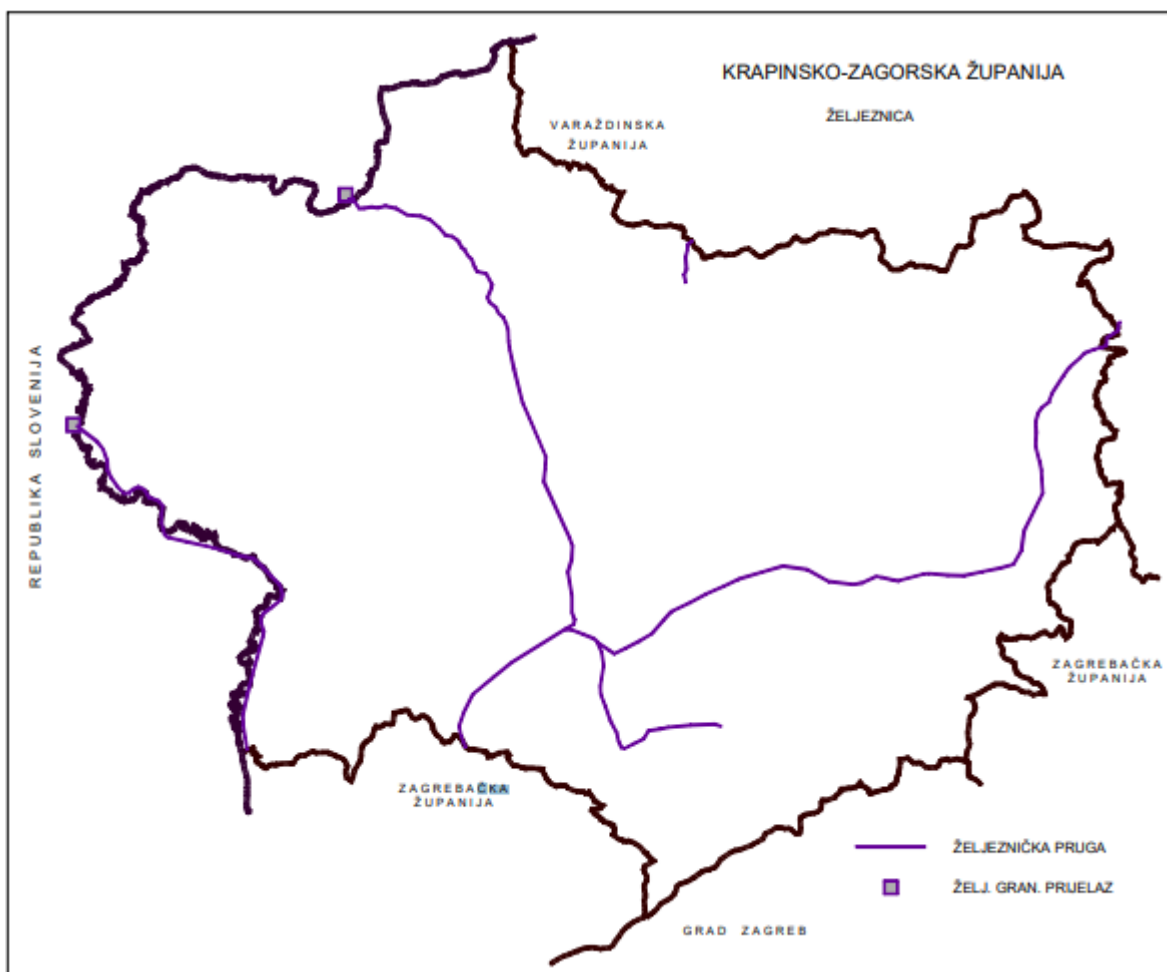 KRAPINSKO-ZAGORSKA ŽUPANIJA
ŽELJEZNICA
VARAŽDINSKA
ŽUPANIJA
REPUBLIKA SLOVENIJA
ZAGREBAČKA
ŽUPANIJA
ZAGREBAČKA
ŽUPANIJA
ŽELJEZNIČKA PRUGA
ŽELJ. GRAN. PRIJELAZ
GRAD ZAGREB